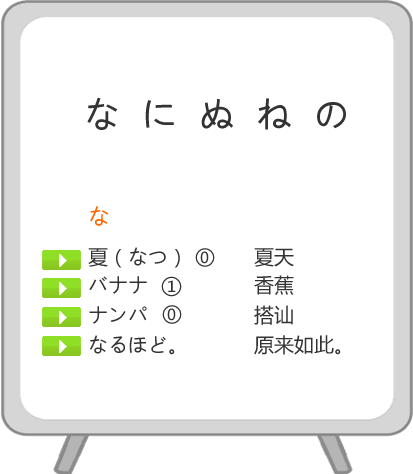 な に ぬ ね の
な
夏(なつ) ⓪ 夏天
バナナ ① 香蕉
ナンパ ⓪ 搭讪
なるほど。 原来如此。